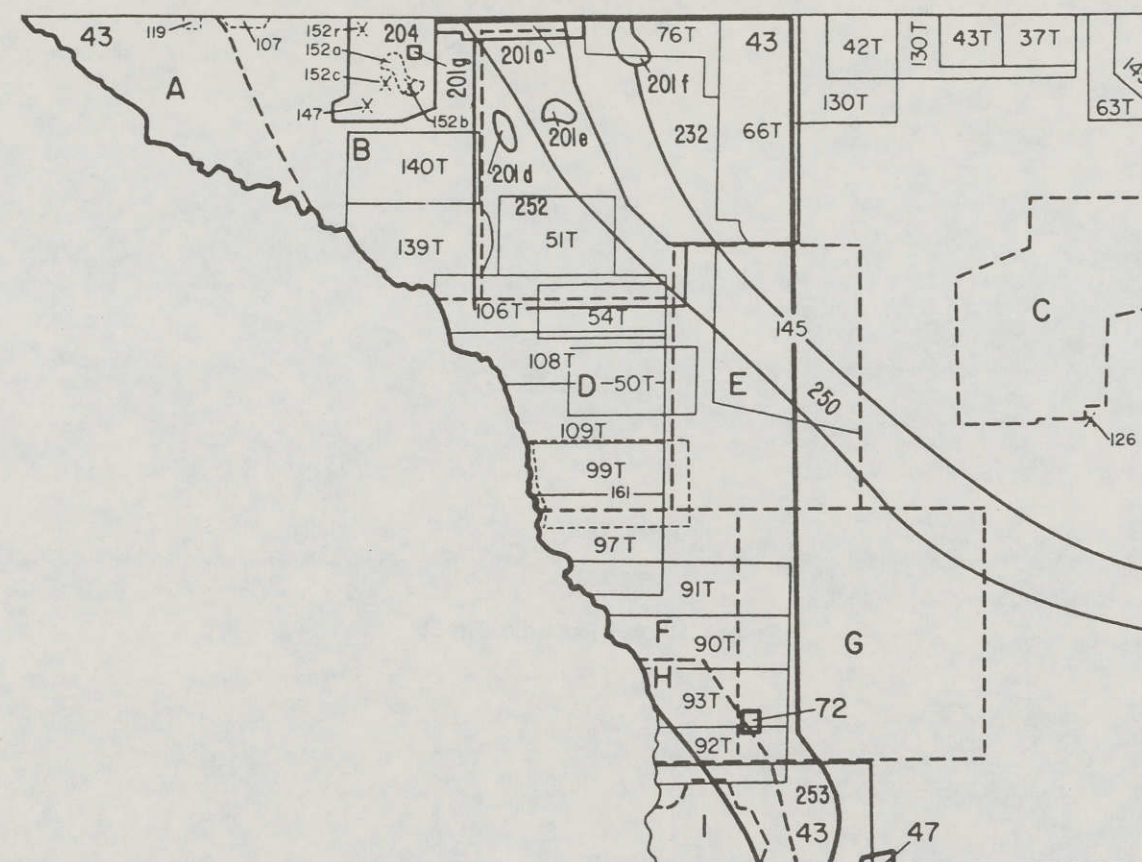 43
119
107
152r
204
152a
152c
147
152b
201g
201a
76T
43
42T
130T
43T
37T
A
201f
130T
63T
B
140T
201d
201e
232
66T
252
139T
51T
C
106T
54T
145
108T
D
50T
E
250
126
109T
99T
161
97T
91T
F
90T
G
H
93T
72
92T
253
I
43
47